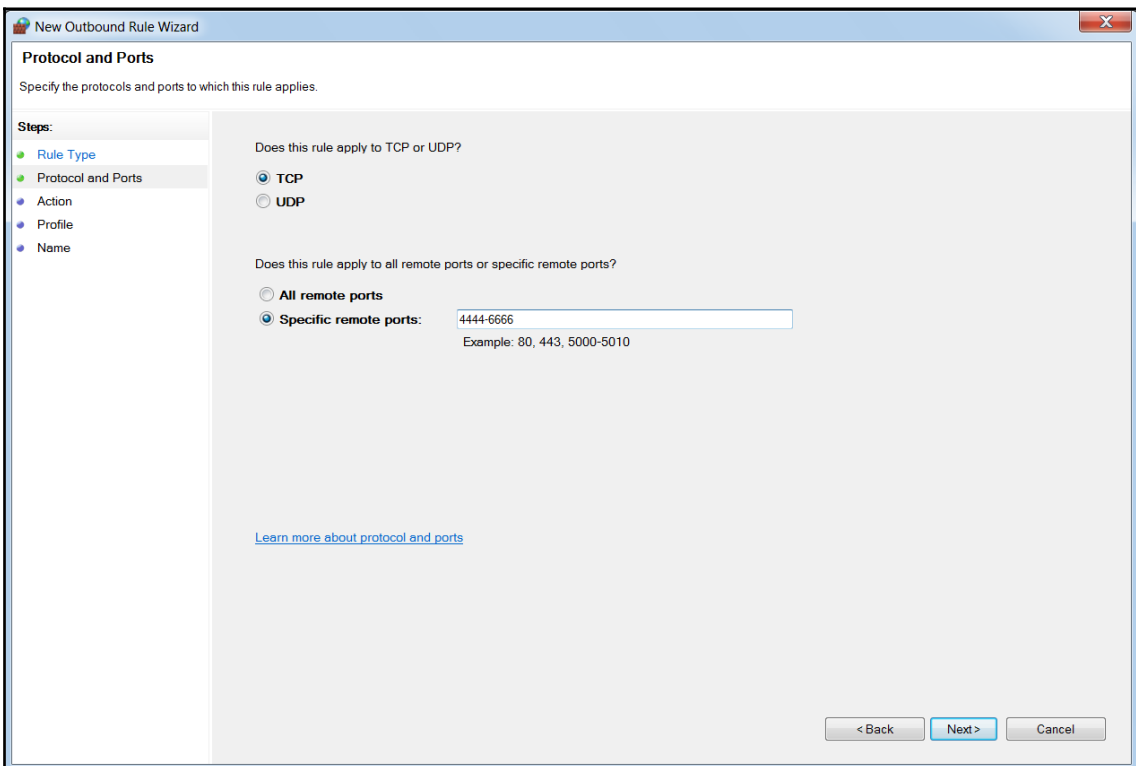 New Outbound Rule Wizard
X
Protocol and Ports
Specify the protocols and ports to which this rule applies.
Steps:
Rule Type
Protocol and Ports
Action
Profile
Name
Does this rule apply to TCP or UDP?
TCP
UDP
Does this rule apply to all remote ports or specific remote ports?
All remote ports
Specific remote ports: 4444-6666
Example: 80, 443, 5000-5010
Learn more about protocol and ports
< Back Next > Cancel